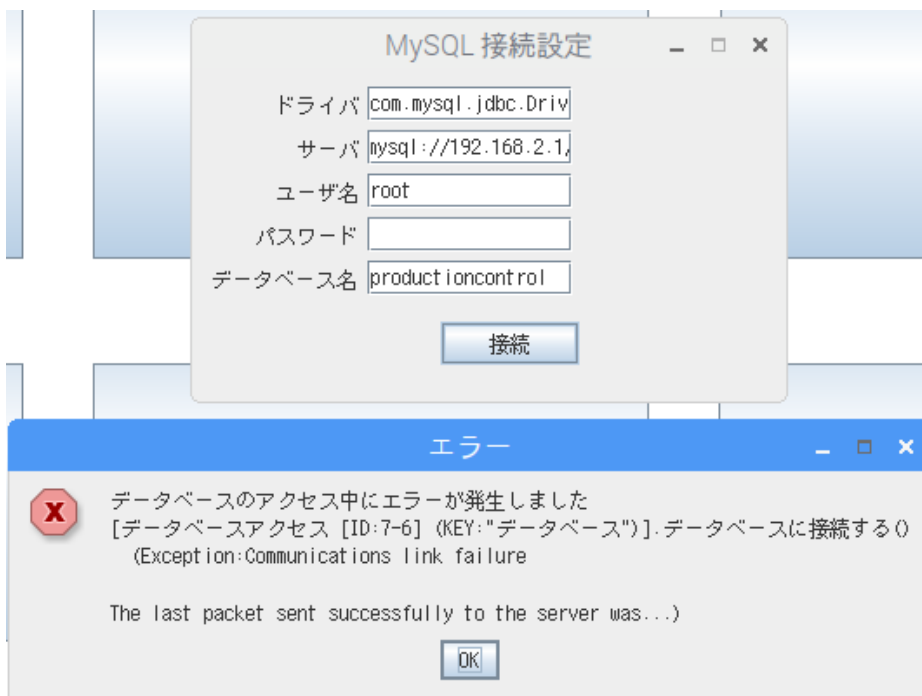 MySQL 接続設定
ドライバ com.mysql.jdbc.Driv
サーバ mysql://192.168.2.1/
ユーザ名 root
パスワード
データベース名 productioncontrol
接続
エラー
データベースのアクセス中にエラーが発生しました
[データベースアクセス [ID:7-6] (KEY:"データベース")].データベースに接続する()
(Exception:Communications link failure
The last packet sent successfully to the server was...)
OK